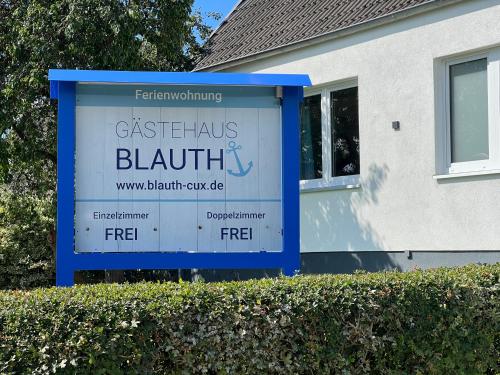 Ferienwohnung
GÄSTEHAUS
BLAUTH
www.blauth-cux.de
Einzelzimmer Doppelzimmer
FREI FREI